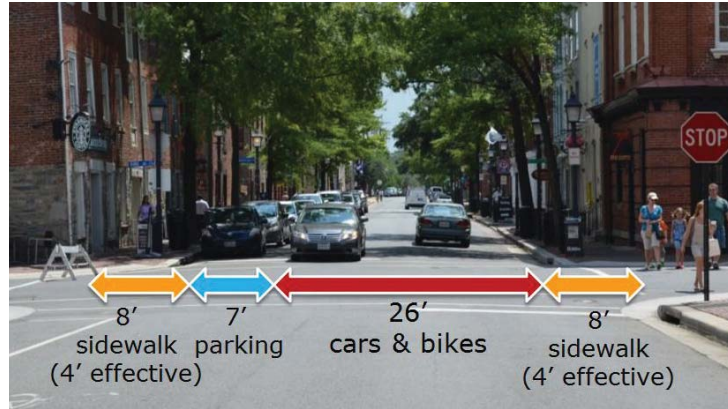 STOP
8’
sidewalk
(4’ effective)
7’
parking
26’
cars & bikes
8’
sidewalk
(4’ effective)